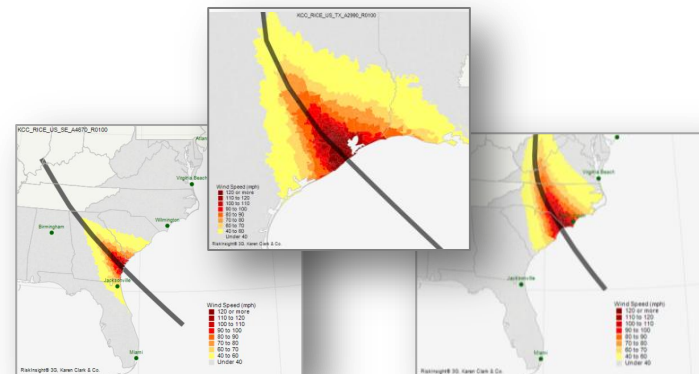 KCC_RICE_US_TX_A2990_R0100
Wind Speed (mph)
120 or more
110 to 120
100 to 110
90 to 100
80 to 90
70 to 80
60 to 70
40 to 60
Under 40
RiskInsight® 3G, Karen Clark & Co.
KCC_RICE_US_SE_A4870_R0100
Virginia Beach
Wilmington
Birmingham
Jacksonville
Miami
Wind Speed (mph)
120 or more
110 to 120
100 to 110
90 to 100
80 to 90
70 to 80
60 to 70
40 to 60
Under 40
RiskInsight® 3G, Karen Clark & Co.
Virginia Beach
Jacksonville
Miami
Wind Speed (mph)
120 or more
110 to 120
100 to 110
90 to 100
80 to 90
70 to 80
60 to 70
40 to 60
Under 40
RiskInsight® 3G, Karen Clark & Co.